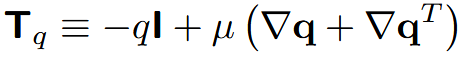 𝗧_q ≡ −q𝗜 + μ (∇𝐪 + ∇𝐪^T)